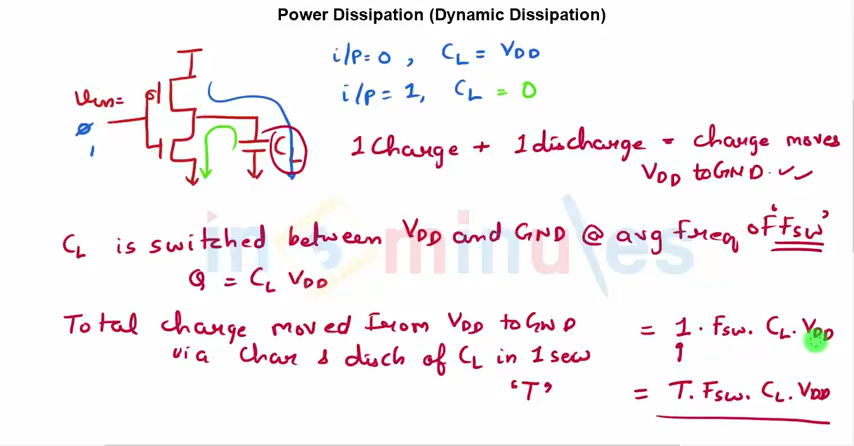 Power Dissipation (Dynamic Dissipation)
i/p = 0 , CL = VDD
i/p = 1, CL = 0
Vin =
0
1
CL
1 Charge + 1 discharge = charge moves
VDD to GND.
CL is switched between VDD and GND @ avg freq of 'Fsw'
Q = CL VDD
Total charge moved from VDD to GND = 1. Fsw. CL. VDD
via Char & disch of CL in 1 sec
'T' = T. Fsw. CL. VDD
in minutes